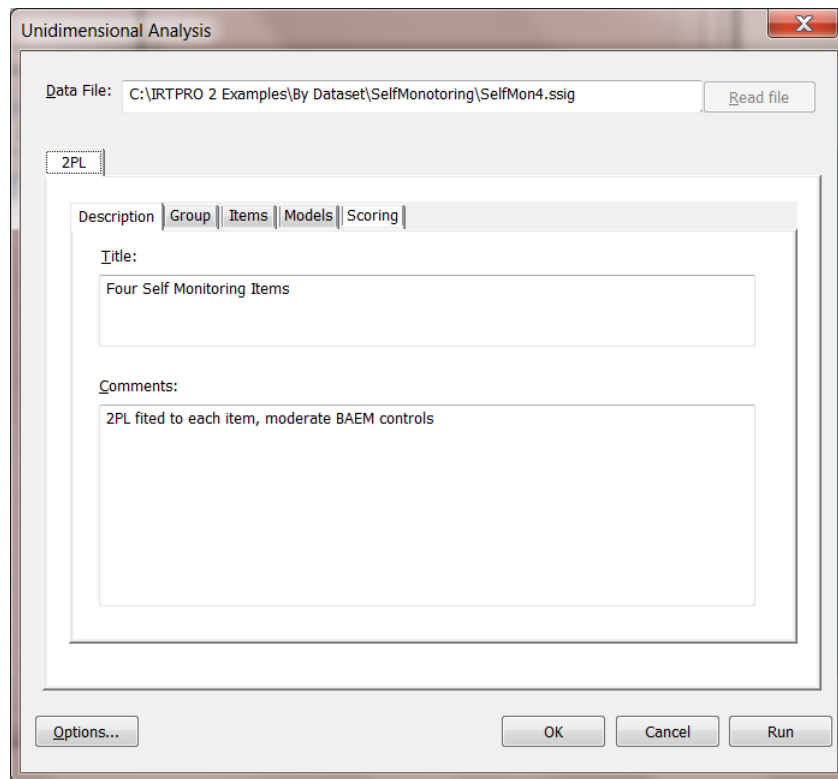 Unidimensional Analysis
Data File: C:\IRTPRO 2 Examples\By Dataset\SelfMonotoring\SelfMon4.ssig Read file
2PL
Description Group Items Models Scoring
Title:
Four Self Monitoring Items
Comments:
2PL fited to each item, moderate BAEM controls
Options... OK Cancel Run